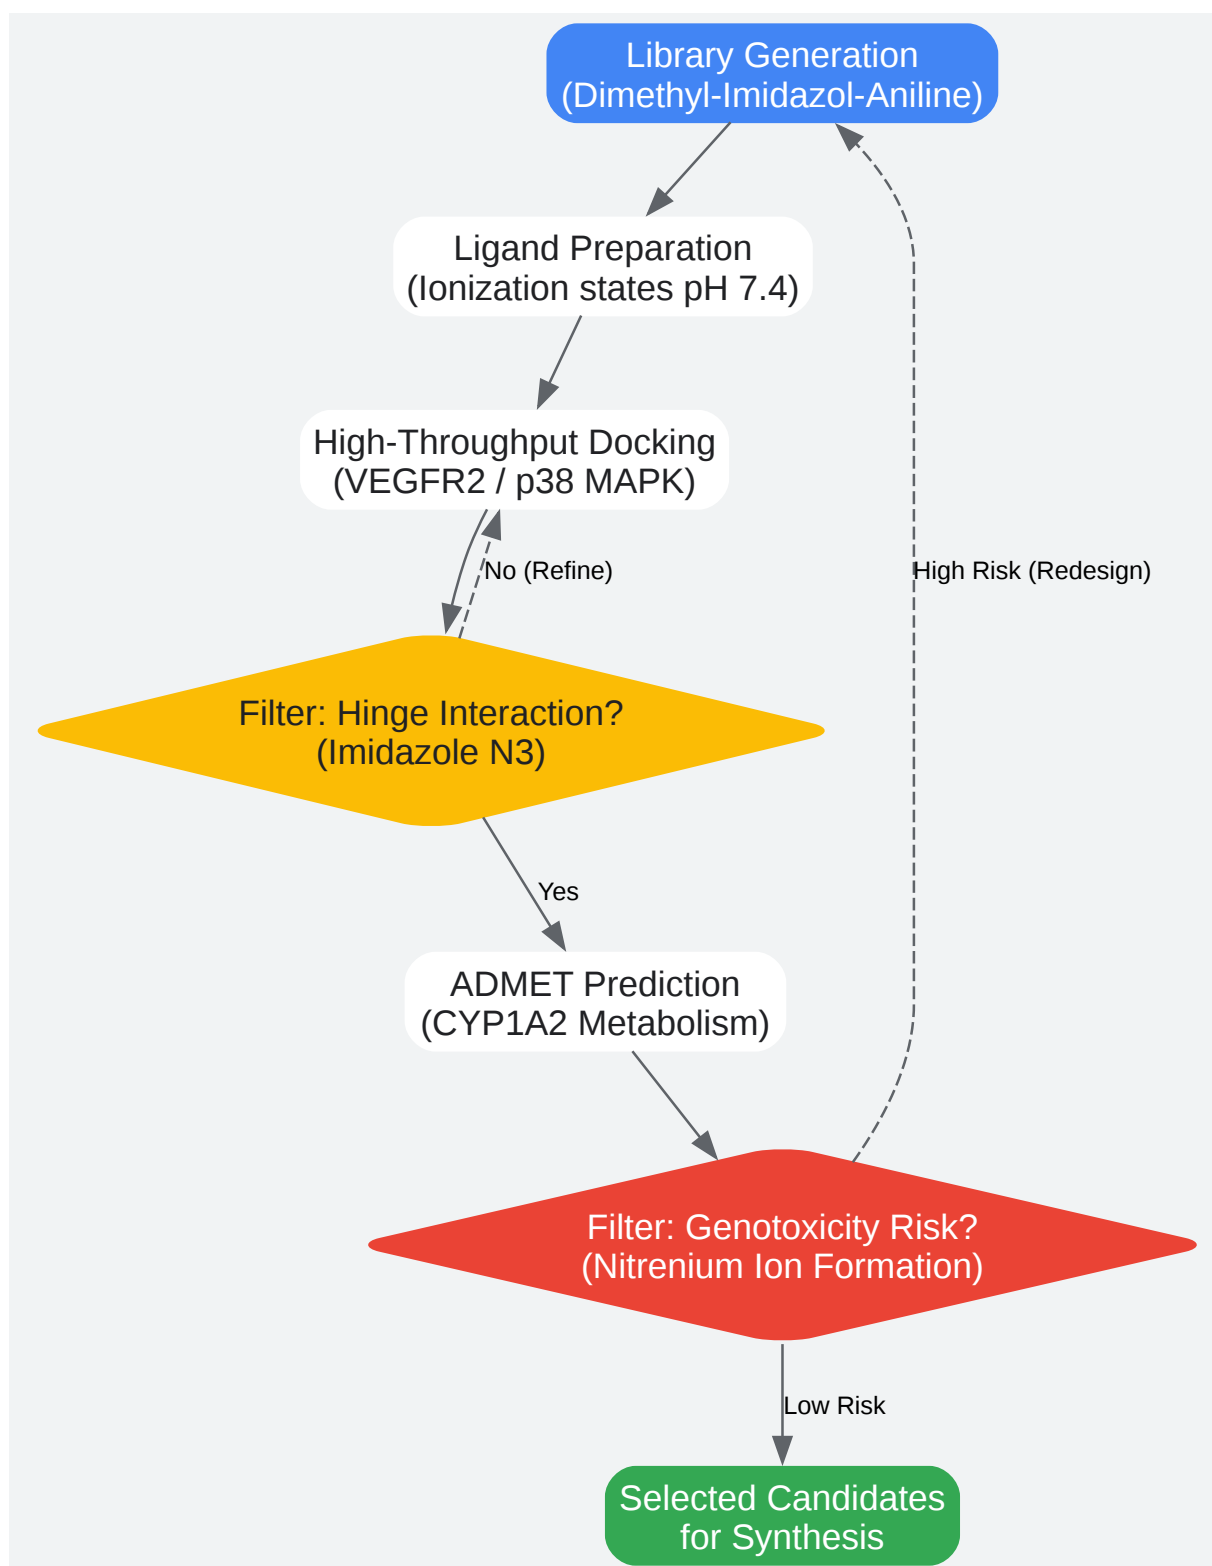 Library Generation
(Dimethyl-Imidazol-Aniline)
Ligand Preparation
(Ionization states pH 7.4)
High-Throughput Docking
(VEGFR2 / p38 MAPK)
No (Refine)
High Risk (Redesign)
Filter: Hinge Interaction?
(Imidazole N3)
Yes
ADMET Prediction
(CYP1A2 Metabolism)
Filter: Genotoxicity Risk?
(Nitrenium Ion Formation)
Low Risk
Selected Candidates
for Synthesis